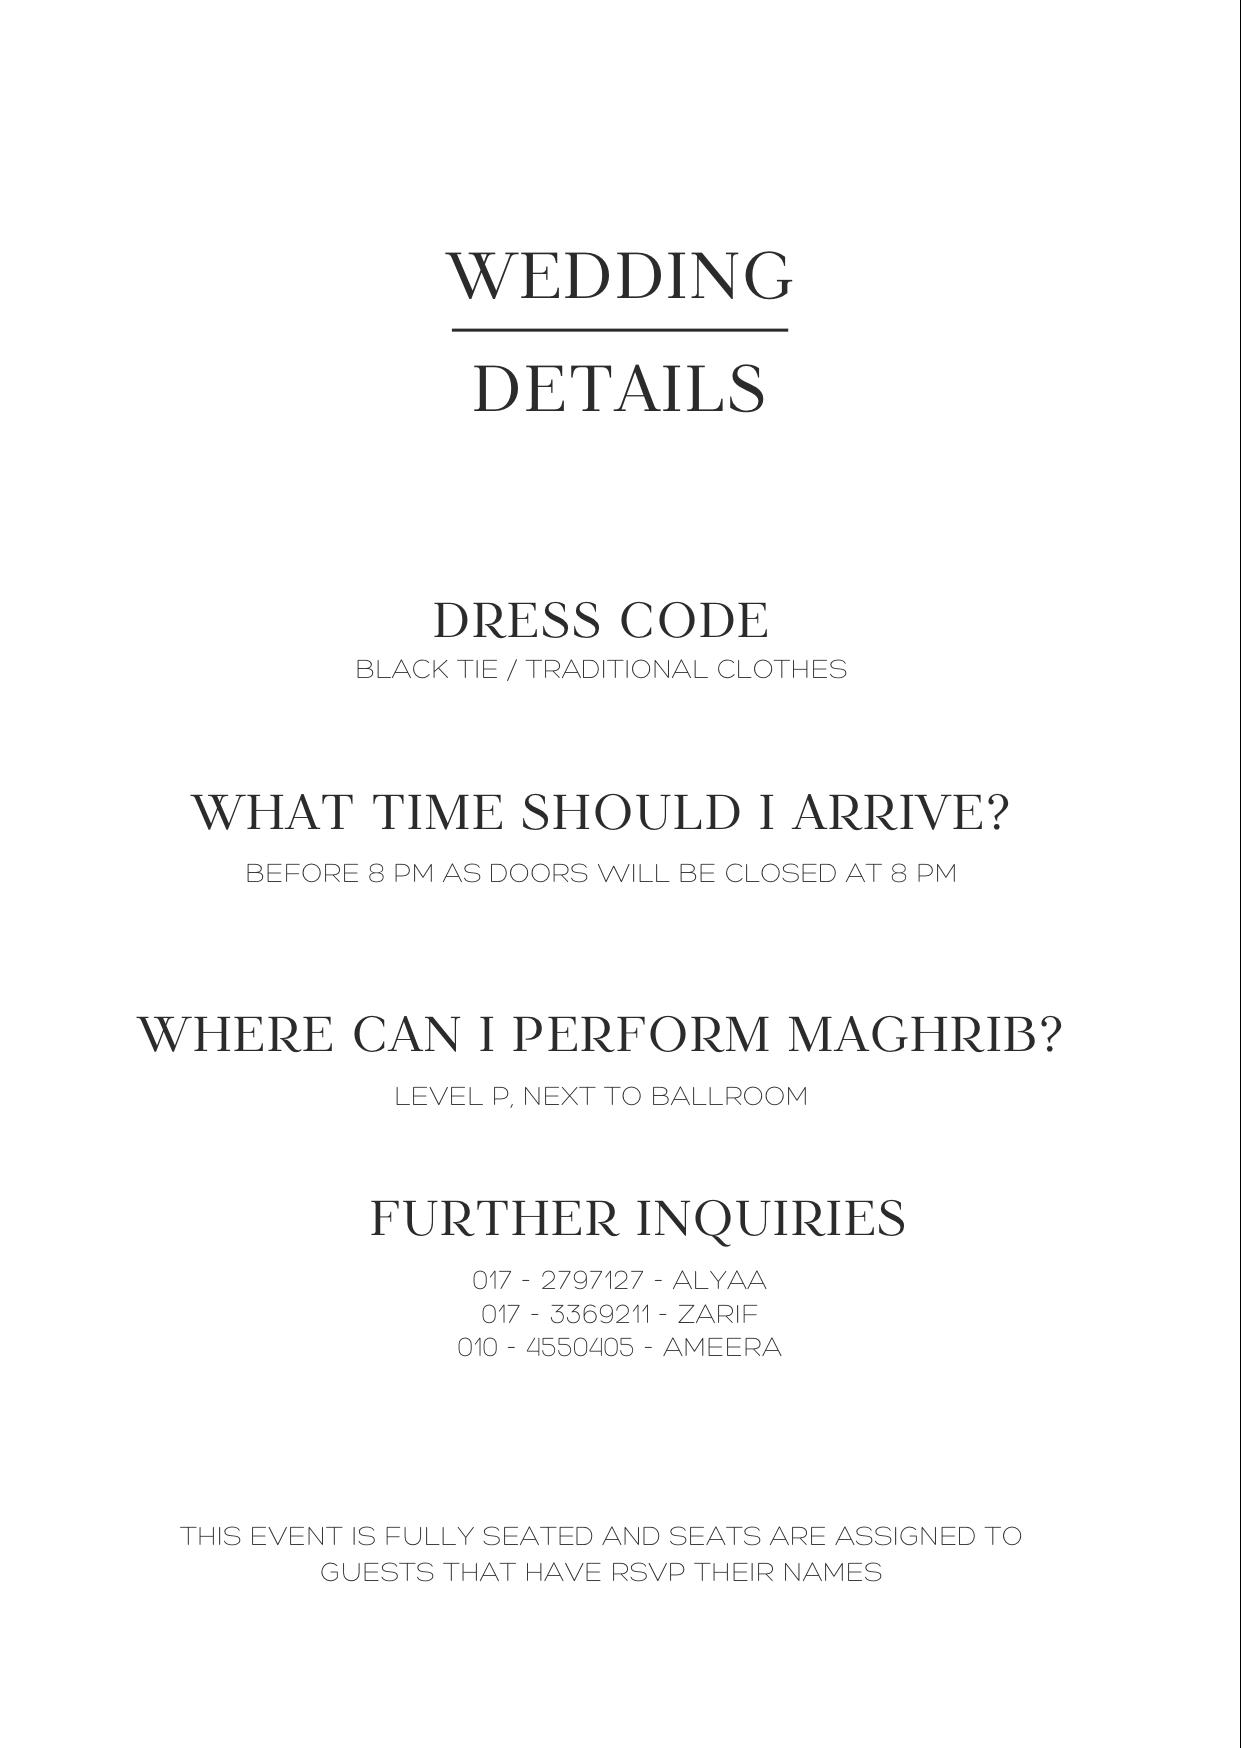 WEDDING
DETAILS
DRESS CODE
BLACK TIE / TRADITIONAL CLOTHES
WHAT TIME SHOULD I ARRIVE?
BEFORE 8 PM AS DOORS WILL BE CLOSED AT 8 PM
WHERE CAN I PERFORM MAGHRIB?
LEVEL P, NEXT TO BALLROOM
FURTHER INQUIRIES
017 - 2797127 - ALYAA
017 - 3369211 - ZARIF
010 - 4550405 - AMEERA
THIS EVENT IS FULLY SEATED AND SEATS ARE ASSIGNED TO
GUESTS THAT HAVE RSVP THEIR NAMES